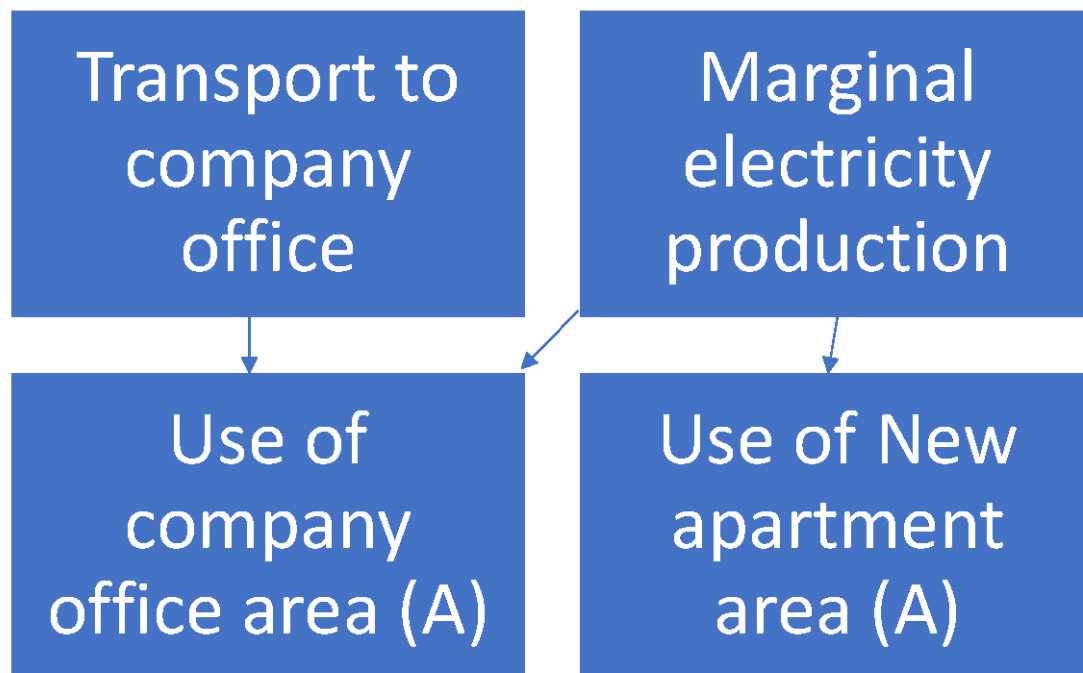 Transport to
company
office
Marginal
electricity
production
Use of
company
office area (A)
Use of New
apartment
area (A)